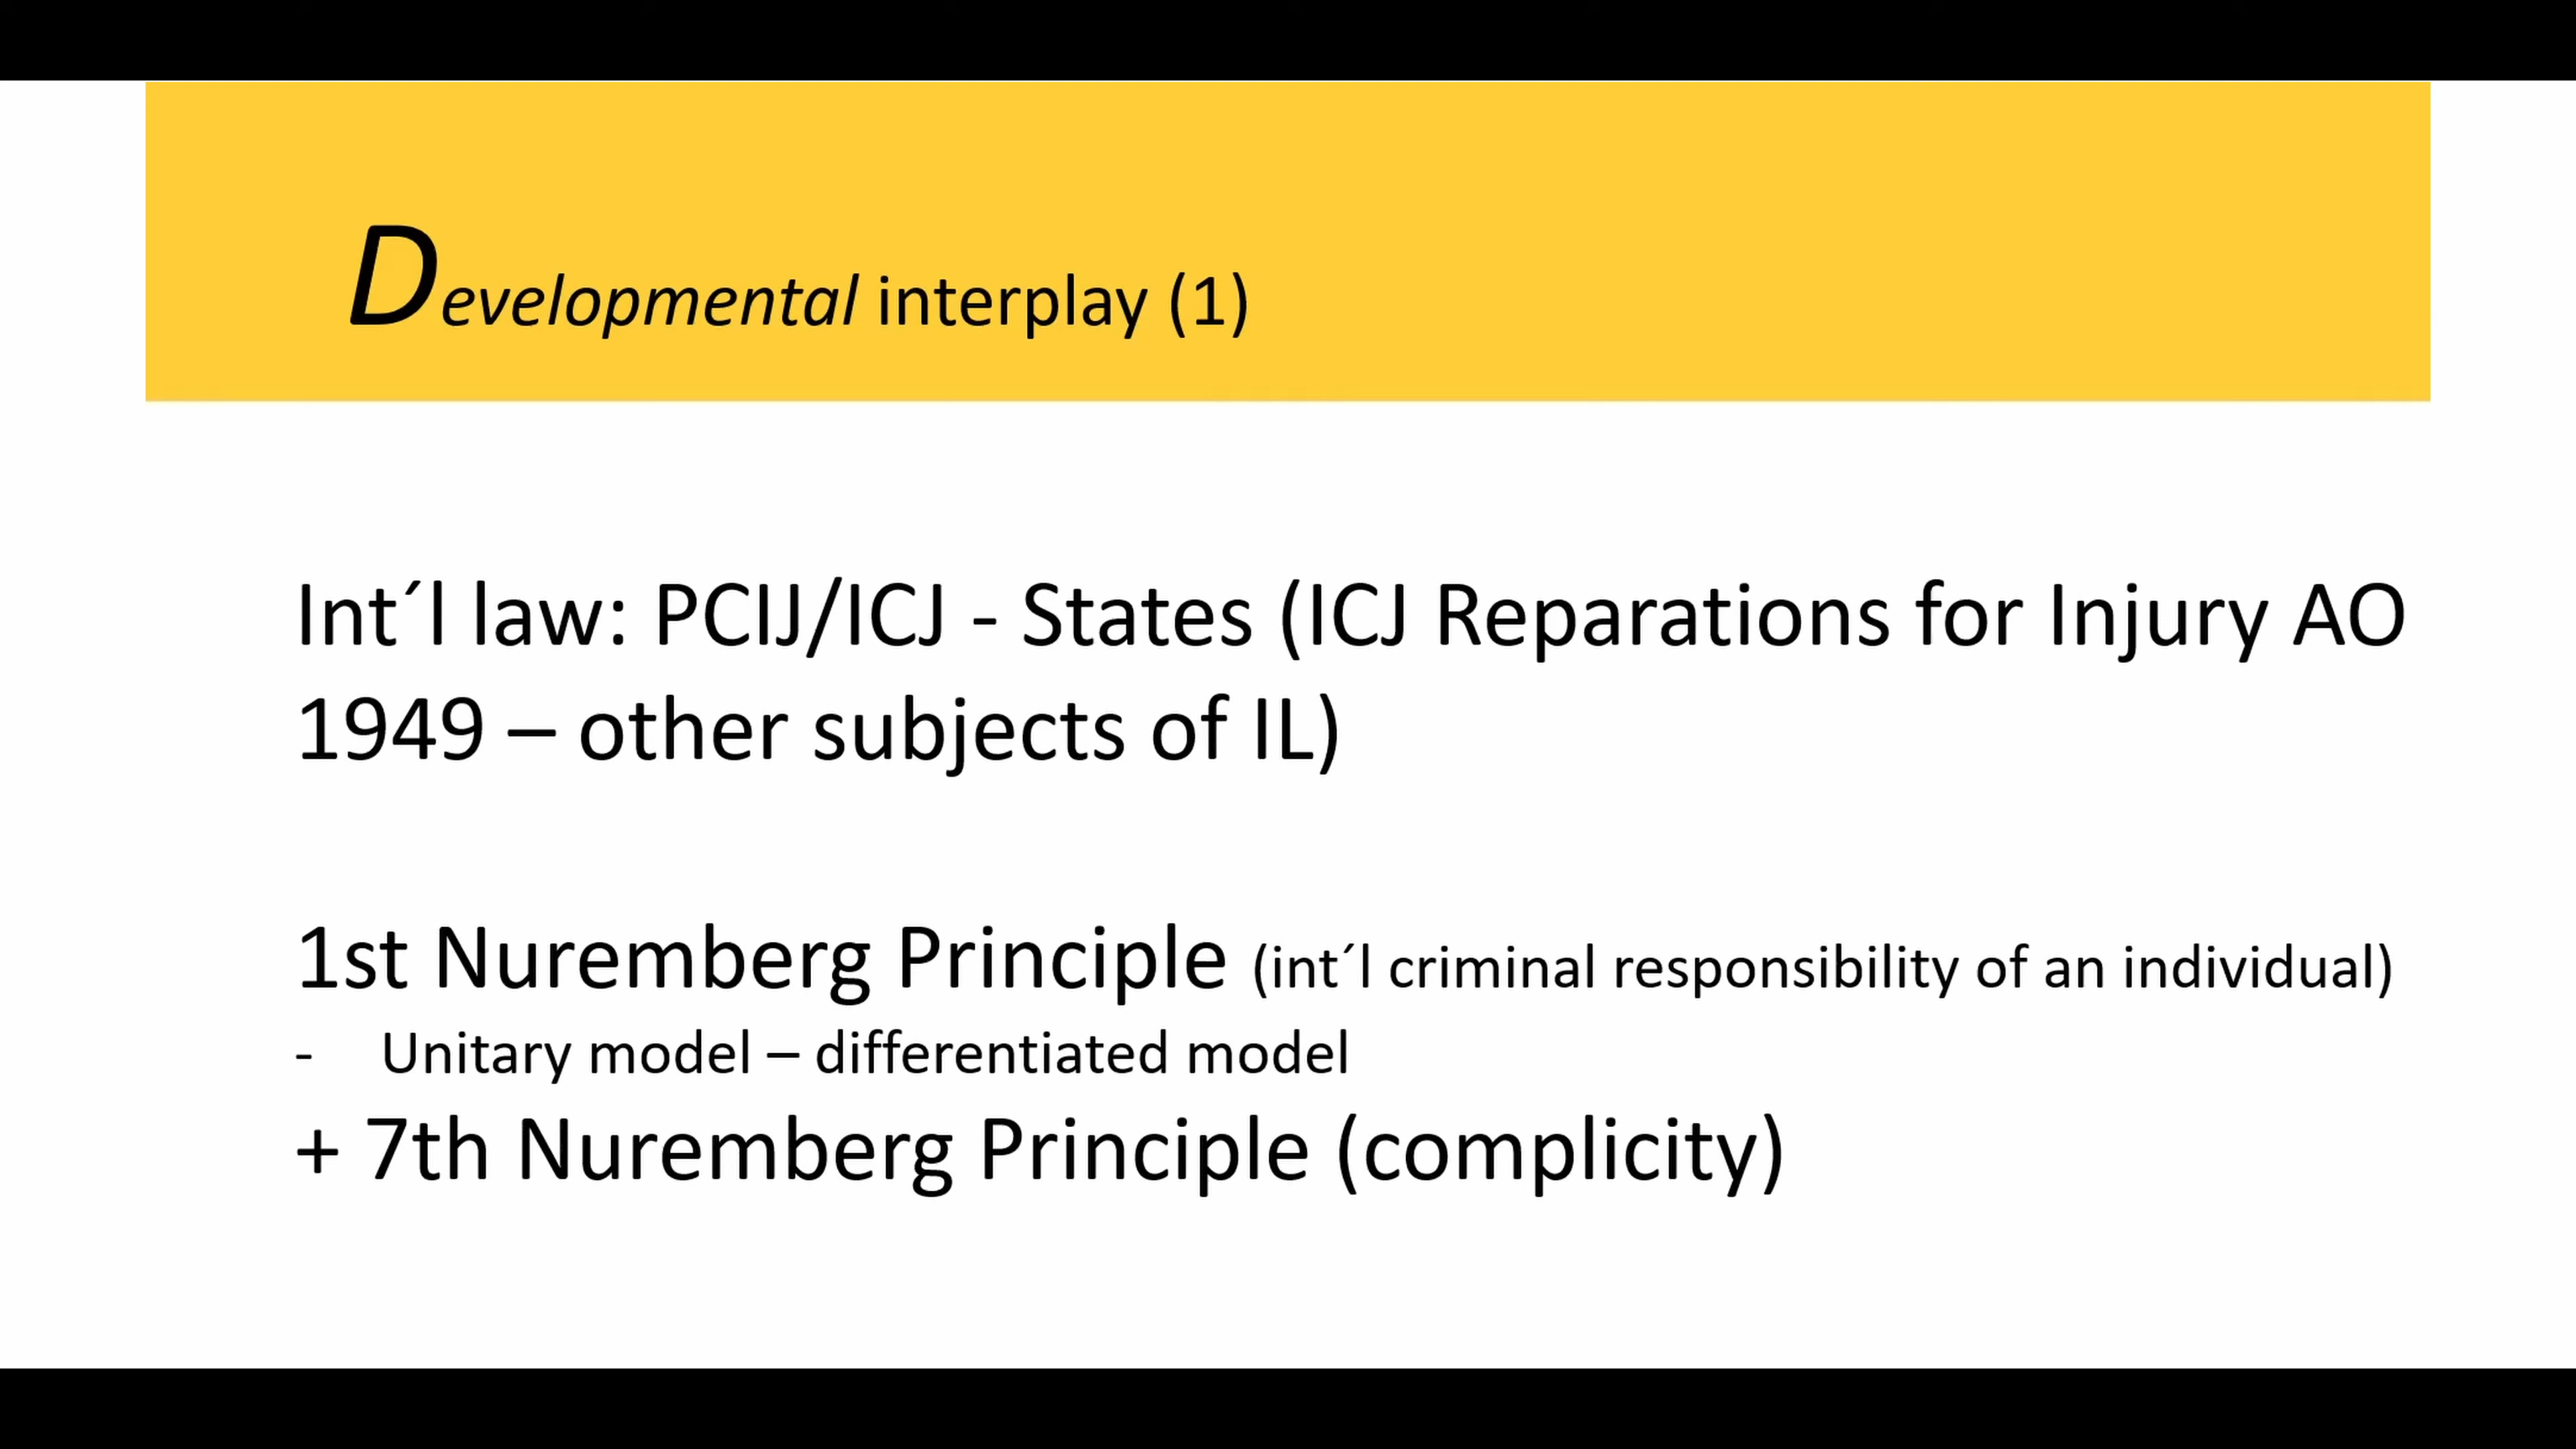 Developmental interplay (1)
Int´l law: PCIJ/ICJ - States (ICJ Reparations for Injury AO
1949 – other subjects of IL)
1st Nuremberg Principle (int´l criminal responsibility of an individual)
- Unitary model – differentiated model
+ 7th Nuremberg Principle (complicity)